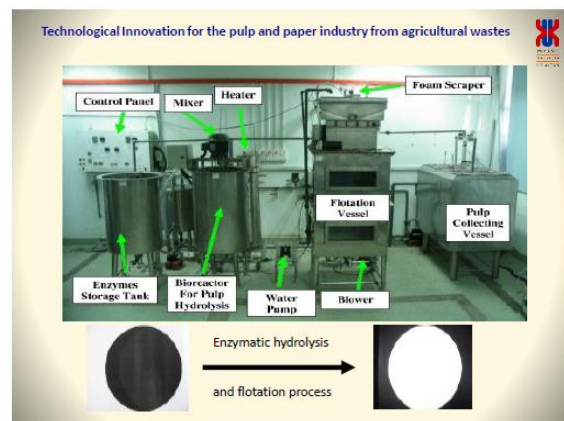 Technological Innovation for the pulp and paper industry from agricultural wastes
Control Panel
Mixer
Heater
Foam Scraper
Flotation
Vessel
Pulp
Collecting
Vessel
Enzymes
Storage Tank
Bioreactor
For Pulp
Hydrolysis
Water
Pump
Blower
Enzymatic hydrolysis
and flotation process